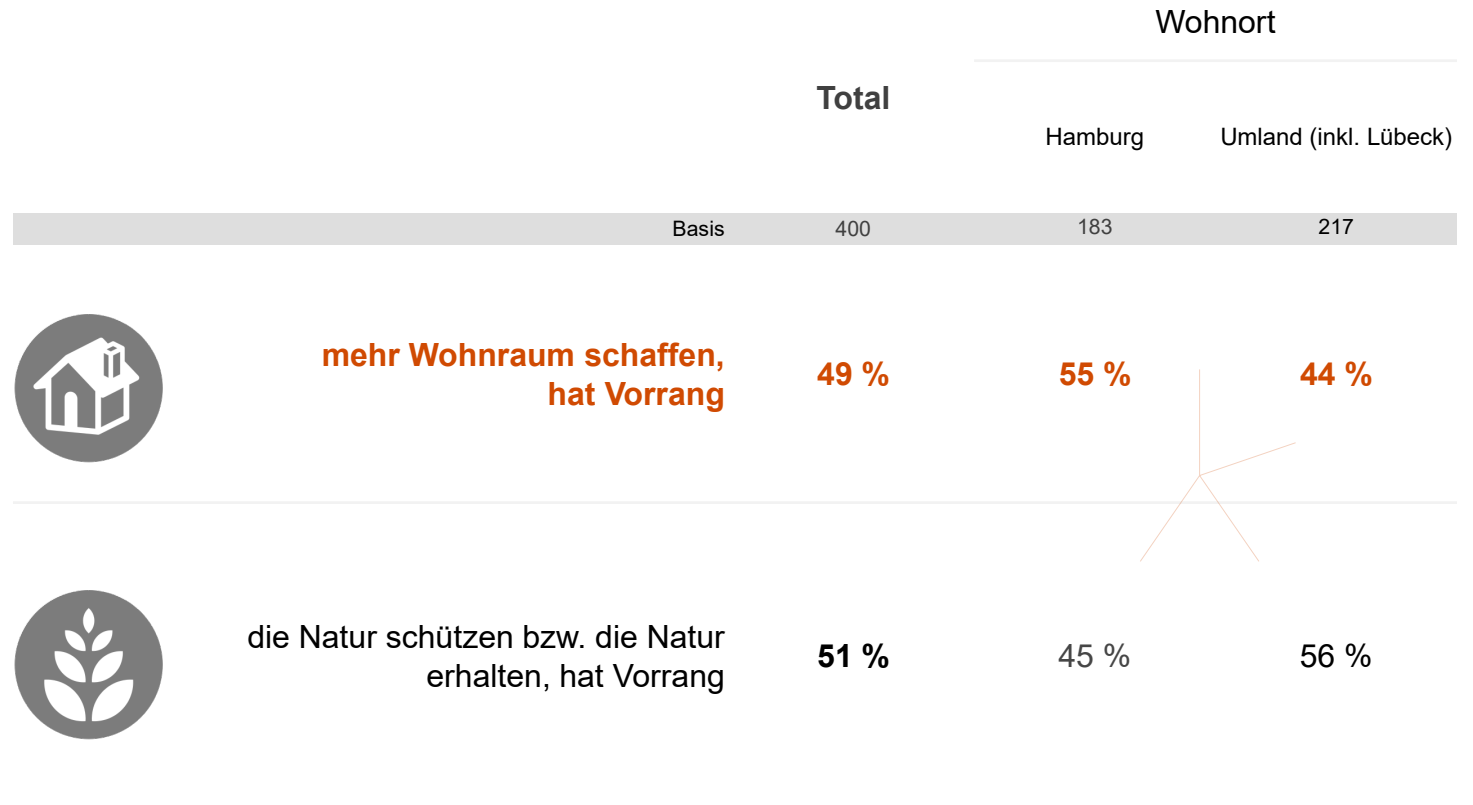 Wohnort
Total
Hamburg Umland (inkl. Lübeck)
Basis 400 183 217
mehr Wohnraum schaffen,
hat Vorrang
49 % 55 % 44 %
die Natur schützen bzw. die Natur
erhalten, hat Vorrang
51 % 45 % 56 %